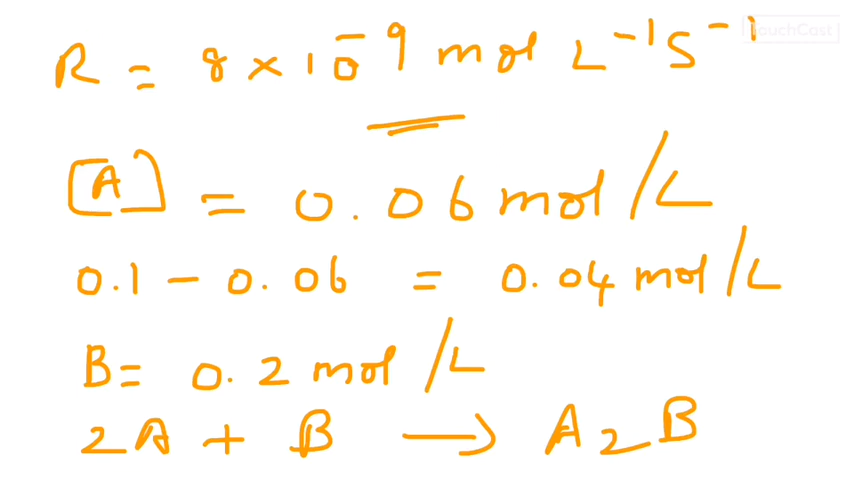 R = 8 × 10⁻⁹ mol L⁻¹ S⁻¹
TouchCast
[A] = 0.06 mol/L
0.1 - 0.06 = 0.04 mol/L
B = 0.2 mol/L
2A + B → A₂B